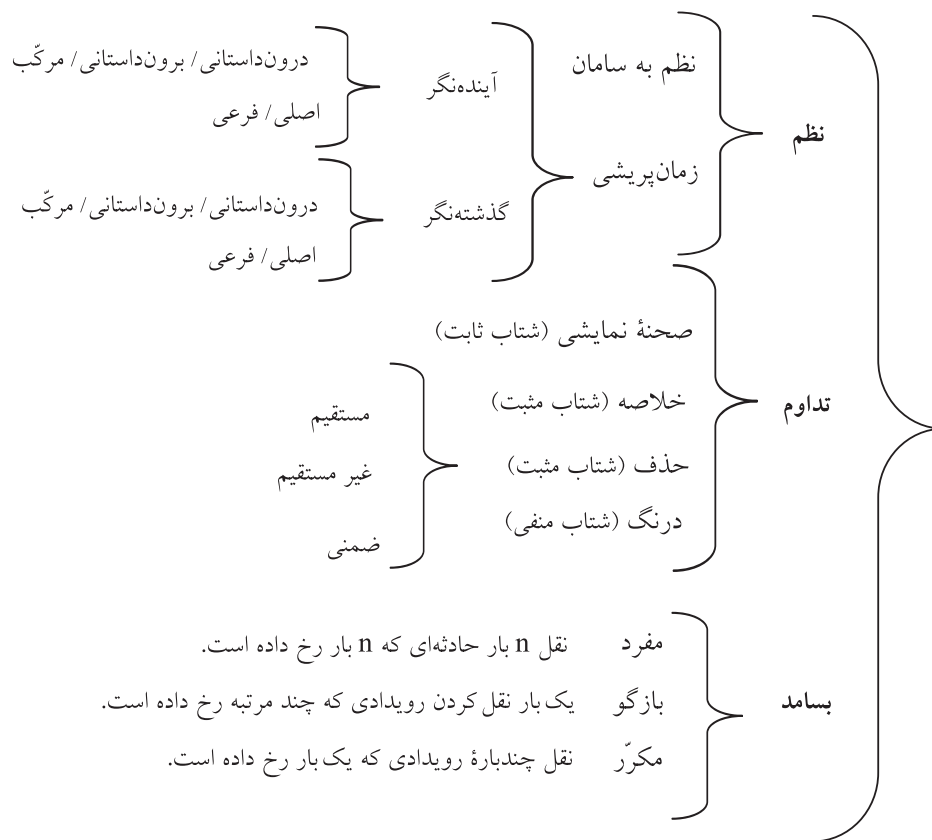 نظم
نظم به سامان
زمان‌پریشی
آینده‌نگر
درون‌داستانی/ برون‌داستانی/ مرکّب
اصلی/ فرعی
گذشته‌نگر
درون‌داستانی/ برون‌داستانی/ مرکّب
اصلی/ فرعی
تداوم
صحنهٔ نمایشی (شتاب ثابت)
خلاصه (شتاب مثبت)
حذف (شتاب مثبت)
مستقیم
غیر مستقیم
ضمنی
درنگ (شتاب منفی)
بسامد
مفرد نقل n بار حادثه‌ای که n بار رخ داده است.
بازگو یک‌بار نقل‌کردن رویدادی که چند مرتبه رخ داده است.
مکرّر نقل چندبارهٔ رویدادی که یک‌بار رخ داده است.